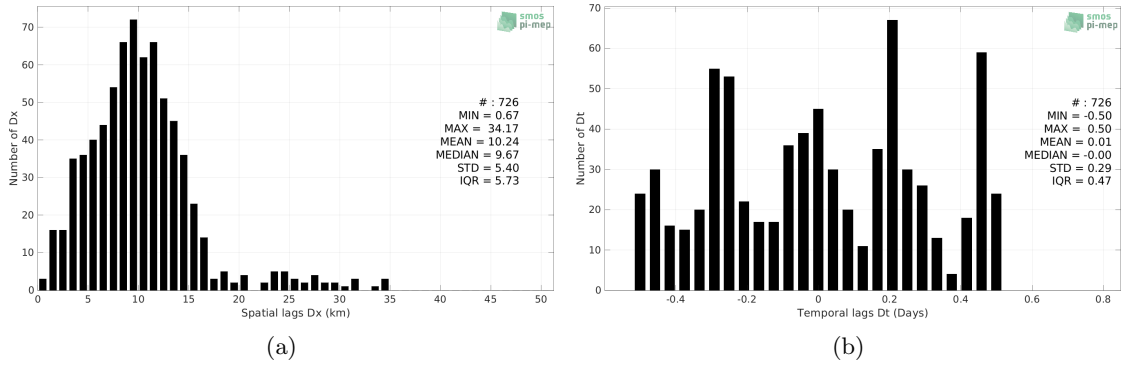 70
60
50
40
30
20
10
0
Number of Dx
smos
pi-mep
# : 726
MIN = 0.67
MAX = 34.17
MEAN = 10.24
MEDIAN = 9.67
STD = 5.40
IQR = 5.73
0 5 10 15 20 25 30 35 40 45 50
Spatial lags Dx (km)
(a)
70
60
50
40
30
20
10
0
Number of Dt
smos
pi-mep
# : 726
MIN = -0.50
MAX = 0.50
MEAN = 0.01
MEDIAN = -0.00
STD = 0.29
IQR = 0.47
-0.4 -0.2 0 0.2 0.4 0.6 0.8
Temporal lags Dt (Days)
(b)